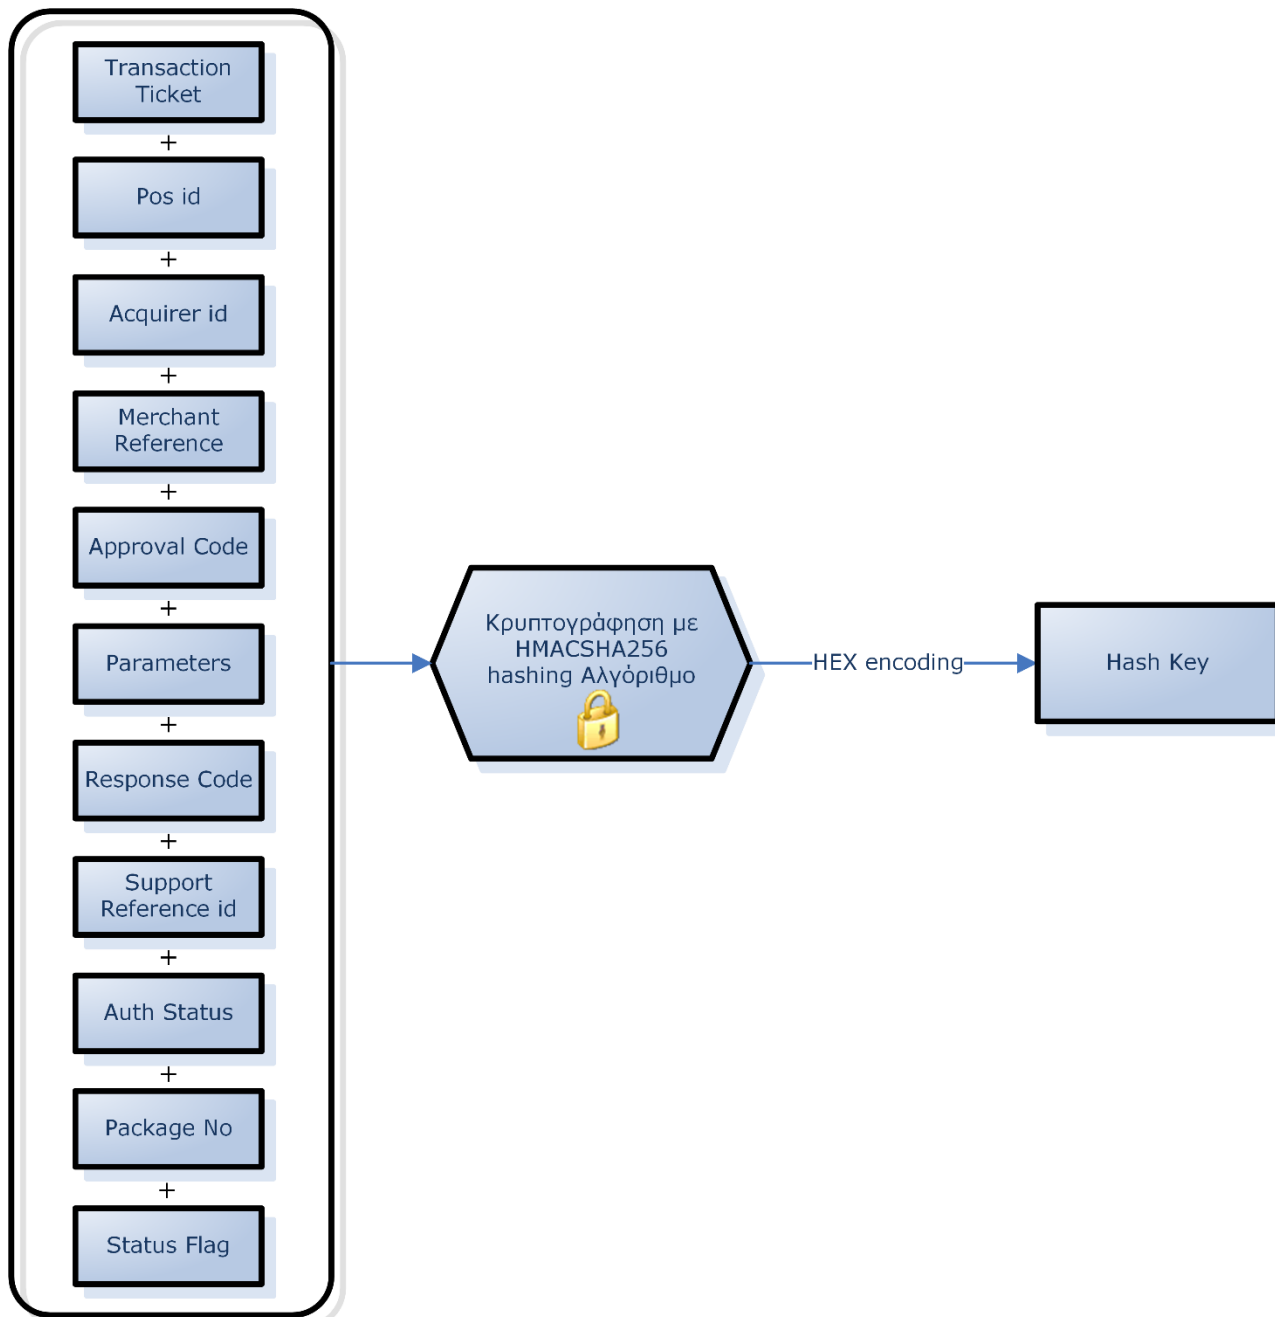 Transaction
Ticket
+
Pos id
+
Acquirer id
+
Merchant
Reference
+
Approval Code
+
Parameters
+
Response Code
+
Support
Reference id
+
Auth Status
+
Package No
+
Status Flag
Κρυπτογράφηση με
HMACSHA256
hashing Αλγόριθμο
HEX encoding
Hash Key